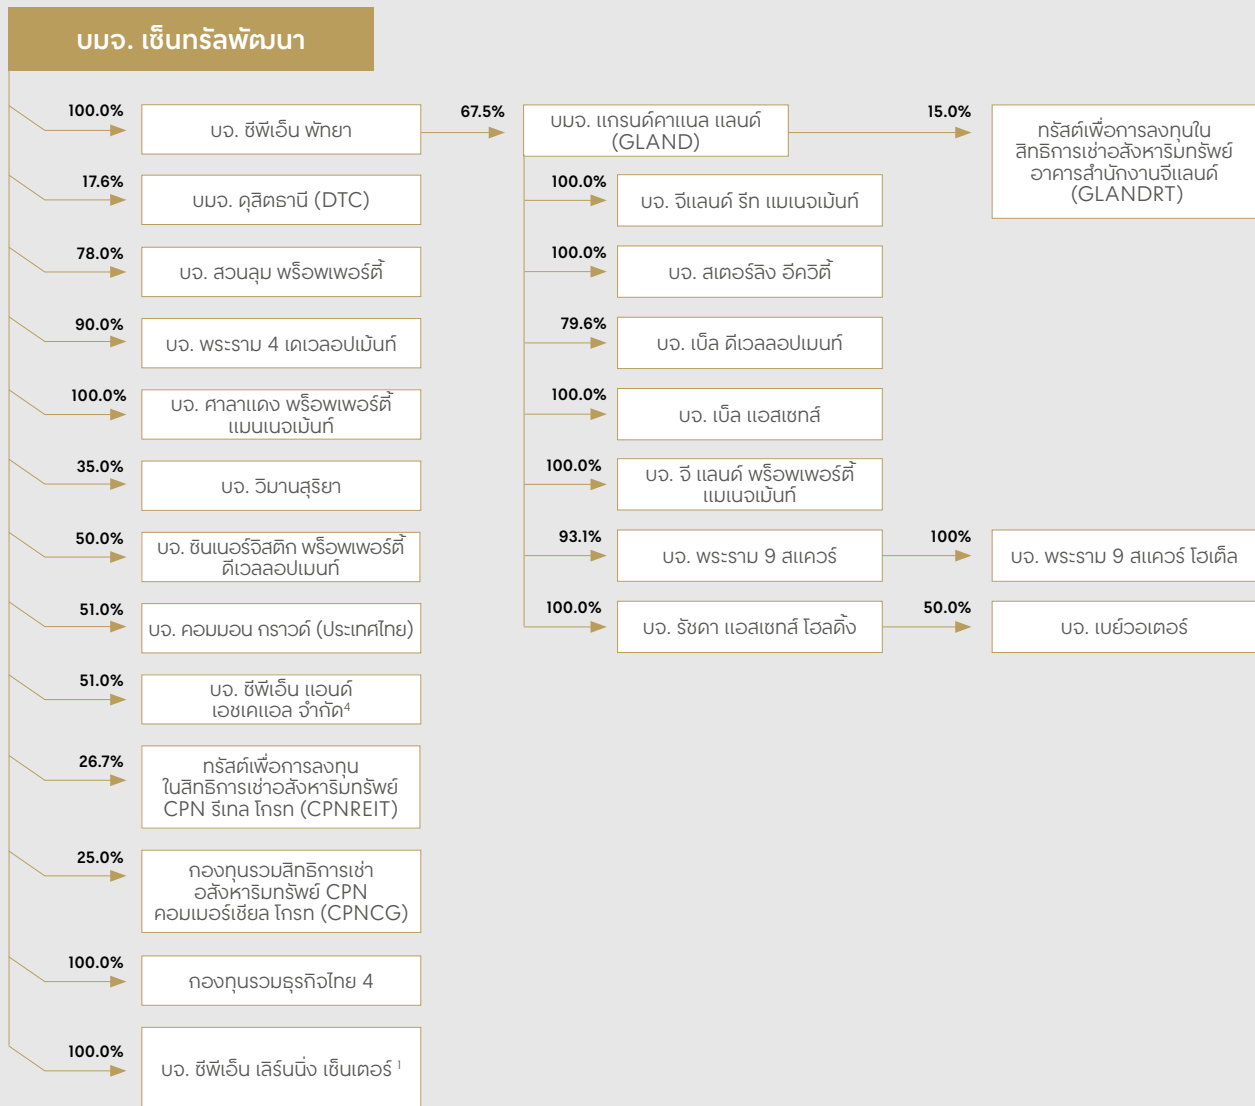 บมจ. เซ็นทรัลพัฒนา
100.0%
บจ. ซีพีเอ็น พัทยา
67.5%
บมจ. แกรนด์คาแนล แลนด์
(GLAND)
15.0%
ทรัสต์เพื่อการลงทุนใน
สิทธิการเช่าอสังหาริมทรัพย์
อาคารสำนักงานจีแลนด์
(GLANDRT)
17.6%
บมจ. ดุสิตธานี (DTC)
100.0%
บจ. จีแลนด์ รีท แมเนจเม้นท์
78.0%
บจ. สวนลุม พร็อพเพอร์ตี้
100.0%
บจ. สเตอร์ลิง อีควิตี้
90.0%
บจ. พระราม 4 เดเวลอปเม้นท์
79.6%
บจ. เบ็ล ดีเวลลอปเมนท์
100.0%
บจ. ศาลาแดง พร็อพเพอร์ตี้
แมนเนจเม้นท์
100.0%
บจ. เบ็ล แอสเซทส์
35.0%
บจ. วิมานสุริยา
100.0%
บจ. จี แลนด์ พร็อพเพอร์ตี้
แมเนจเม้นท์
50.0%
บจ. ซินเนอร์จิสติก พร็อพเพอร์ตี้
ดีเวลลอปเมนท์
93.1%
บจ. พระราม 9 สแควร์
100%
บจ. พระราม 9 สแควร์ โฮเต็ล
51.0%
บจ. คอมมอน กราวด์ (ประเทศไทย)
100.0%
บจ. รัชดา แอสเซทส์ โฮลดิ้ง
50.0%
บจ. เบย์วอเตอร์
51.0%
บจ. ซีพีเอ็น แอนด์
เอชเคแอล จำกัด⁴
26.7%
ทรัสต์เพื่อการลงทุน
ในสิทธิการเช่าอสังหาริมทรัพย์
CPN รีเทล โกรท (CPNREIT)
25.0%
กองทุนรวมสิทธิการเช่า
อสังหาริมทรัพย์ CPN
คอมเมอร์เชียล โกรท (CPNCG)
100.0%
กองทุนรวมธุรกิจไทย 4
100.0%
บจ. ซีพีเอ็น เลิร์นนิ่ง เซ็นเตอร์ ¹